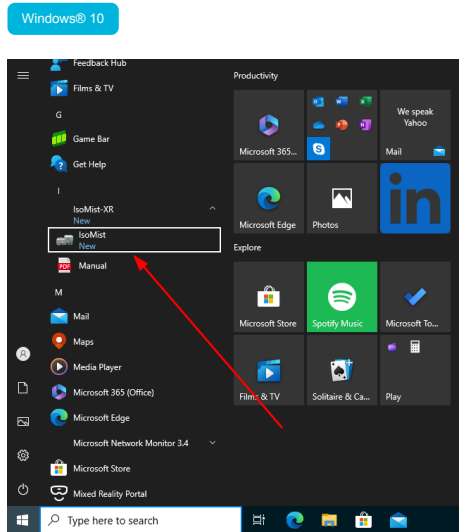 Windows® 10
Feedback Hub
Films & TV
G
Game Bar
Get Help
I
IsoMist-XR
New
IsoMist
New
PDF
Manual
M
Mail
Maps
Media Player
Microsoft 365 (Office)
Microsoft Edge
Microsoft Network Monitor 3.4
Microsoft Store
Mixed Reality Portal
Type here to search
Productivity
Microsoft 365...
We speak
Yahoo
Mail
Microsoft Edge
Photos
in
Explore
Microsoft Store
Spotify Music
Microsoft To...
Films & TV
Solitaire & Ca...
Play